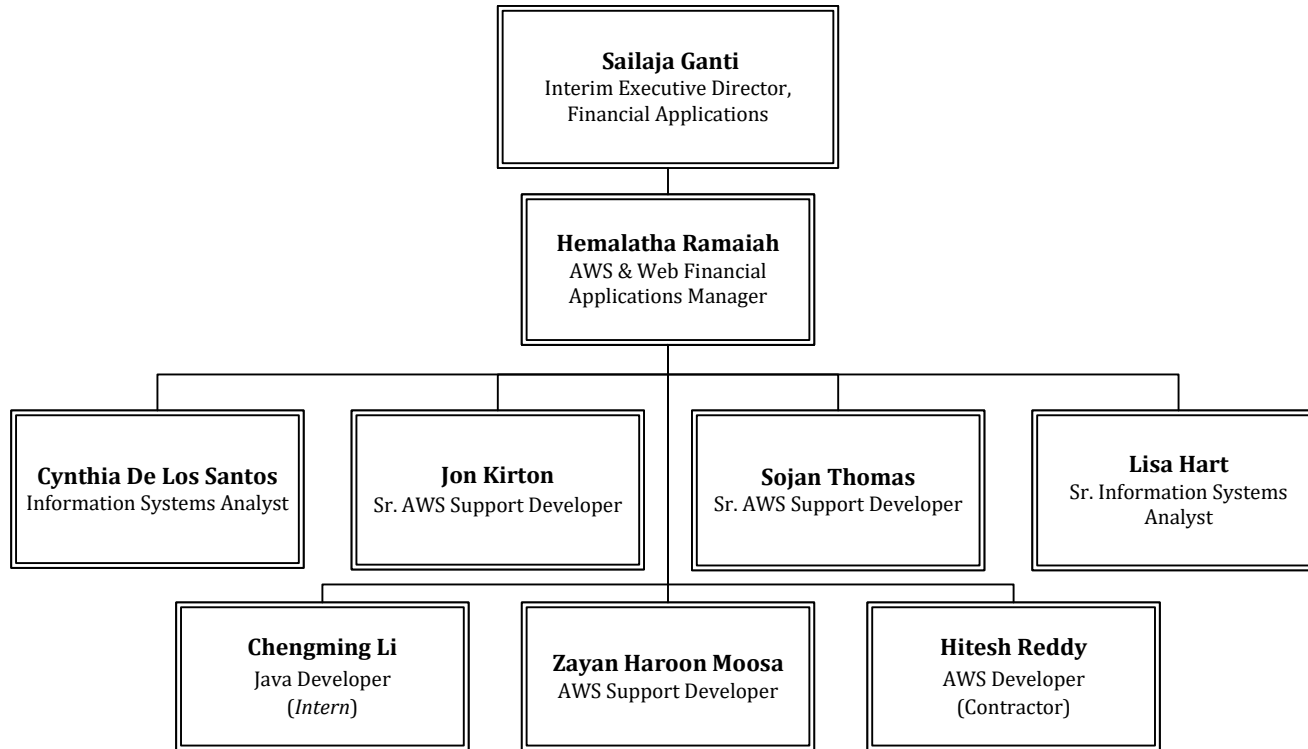 Sailaja Ganti
Interim Executive Director,
Financial Applications
Hemalatha Ramaiah
AWS & Web Financial
Applications Manager
Cynthia De Los Santos
Information Systems Analyst
Jon Kirton
Sr. AWS Support Developer
Sojan Thomas
Sr. AWS Support Developer
Lisa Hart
Sr. Information Systems
Analyst
Chengming Li
Java Developer
(Intern)
Zayan Haroon Moosa
AWS Support Developer
Hitesh Reddy
AWS Developer
(Contractor)